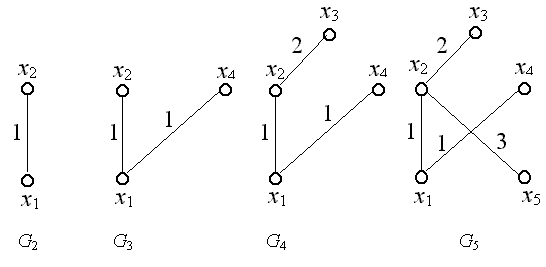 x₃ x₃
2 2
x₂ x₂ x₄ x₂ x₄ x₂ x₄
1 1 1 1 1 1 1 3
x₁ x₁ x₁ x₁ x₅
G₂ G₃ G₄ G₅